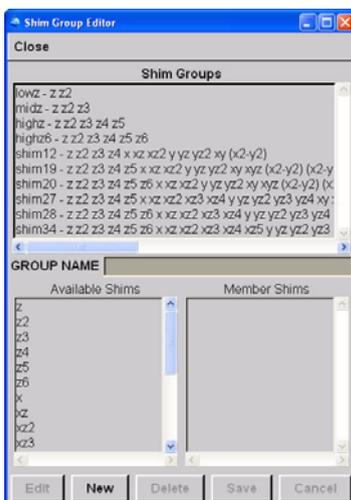 Shim Group Editor
Close
Shim Groups
lowz - z z2
midz - z z2 z3
highz - z z2 z3 z4 z5
highz6 - z z2 z3 z4 z5 z6
shim12 - z z2 z3 z4 x xz xz2 y yz yz2 xy (x2-y2)
shim19 - z z2 z3 z4 z5 x xz xz2 y yz yz2 xy xyz (x2-y2) (x2-y
shim20 - z z2 z3 z4 z5 z6 x xz xz2 y yz yz2 xy xyz (x2-y2) (x
shim27 - z z2 z3 z4 z5 x xz xz2 xz3 xz4 y yz yz2 yz3 yz4 xy
shim28 - z z2 z3 z4 z5 z6 x xz xz2 xz3 xz4 y yz yz2 yz3 yz4
shim34 - z z2 z3 z4 z5 z6 x xz xz2 xz3 xz4 xz5 y yz yz2 yz3
GROUP NAME
Available Shims
Member Shims
z
z2
z3
z4
z5
z6
x
xz
xz2
xz3
Edit
New
Delete
Save
Cancel